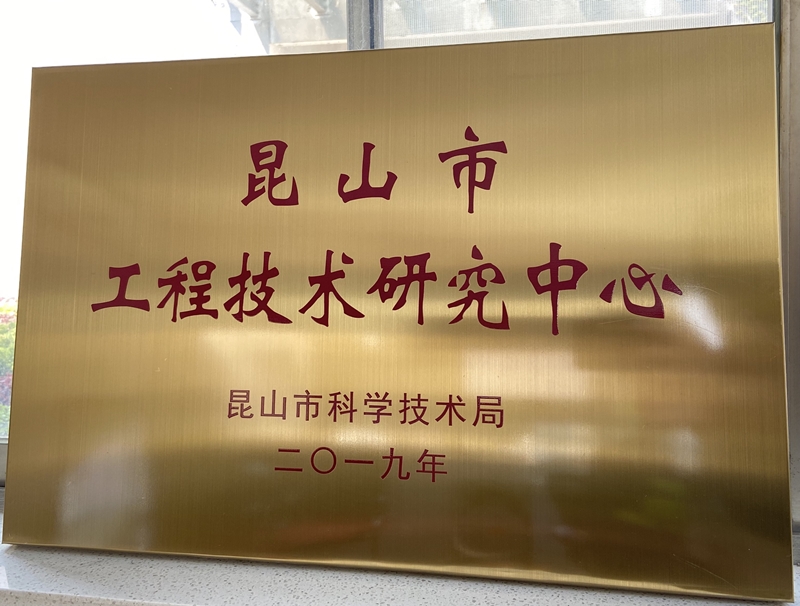 昆山市
工程技术研究中心
昆山市科学技术局
二〇一九年